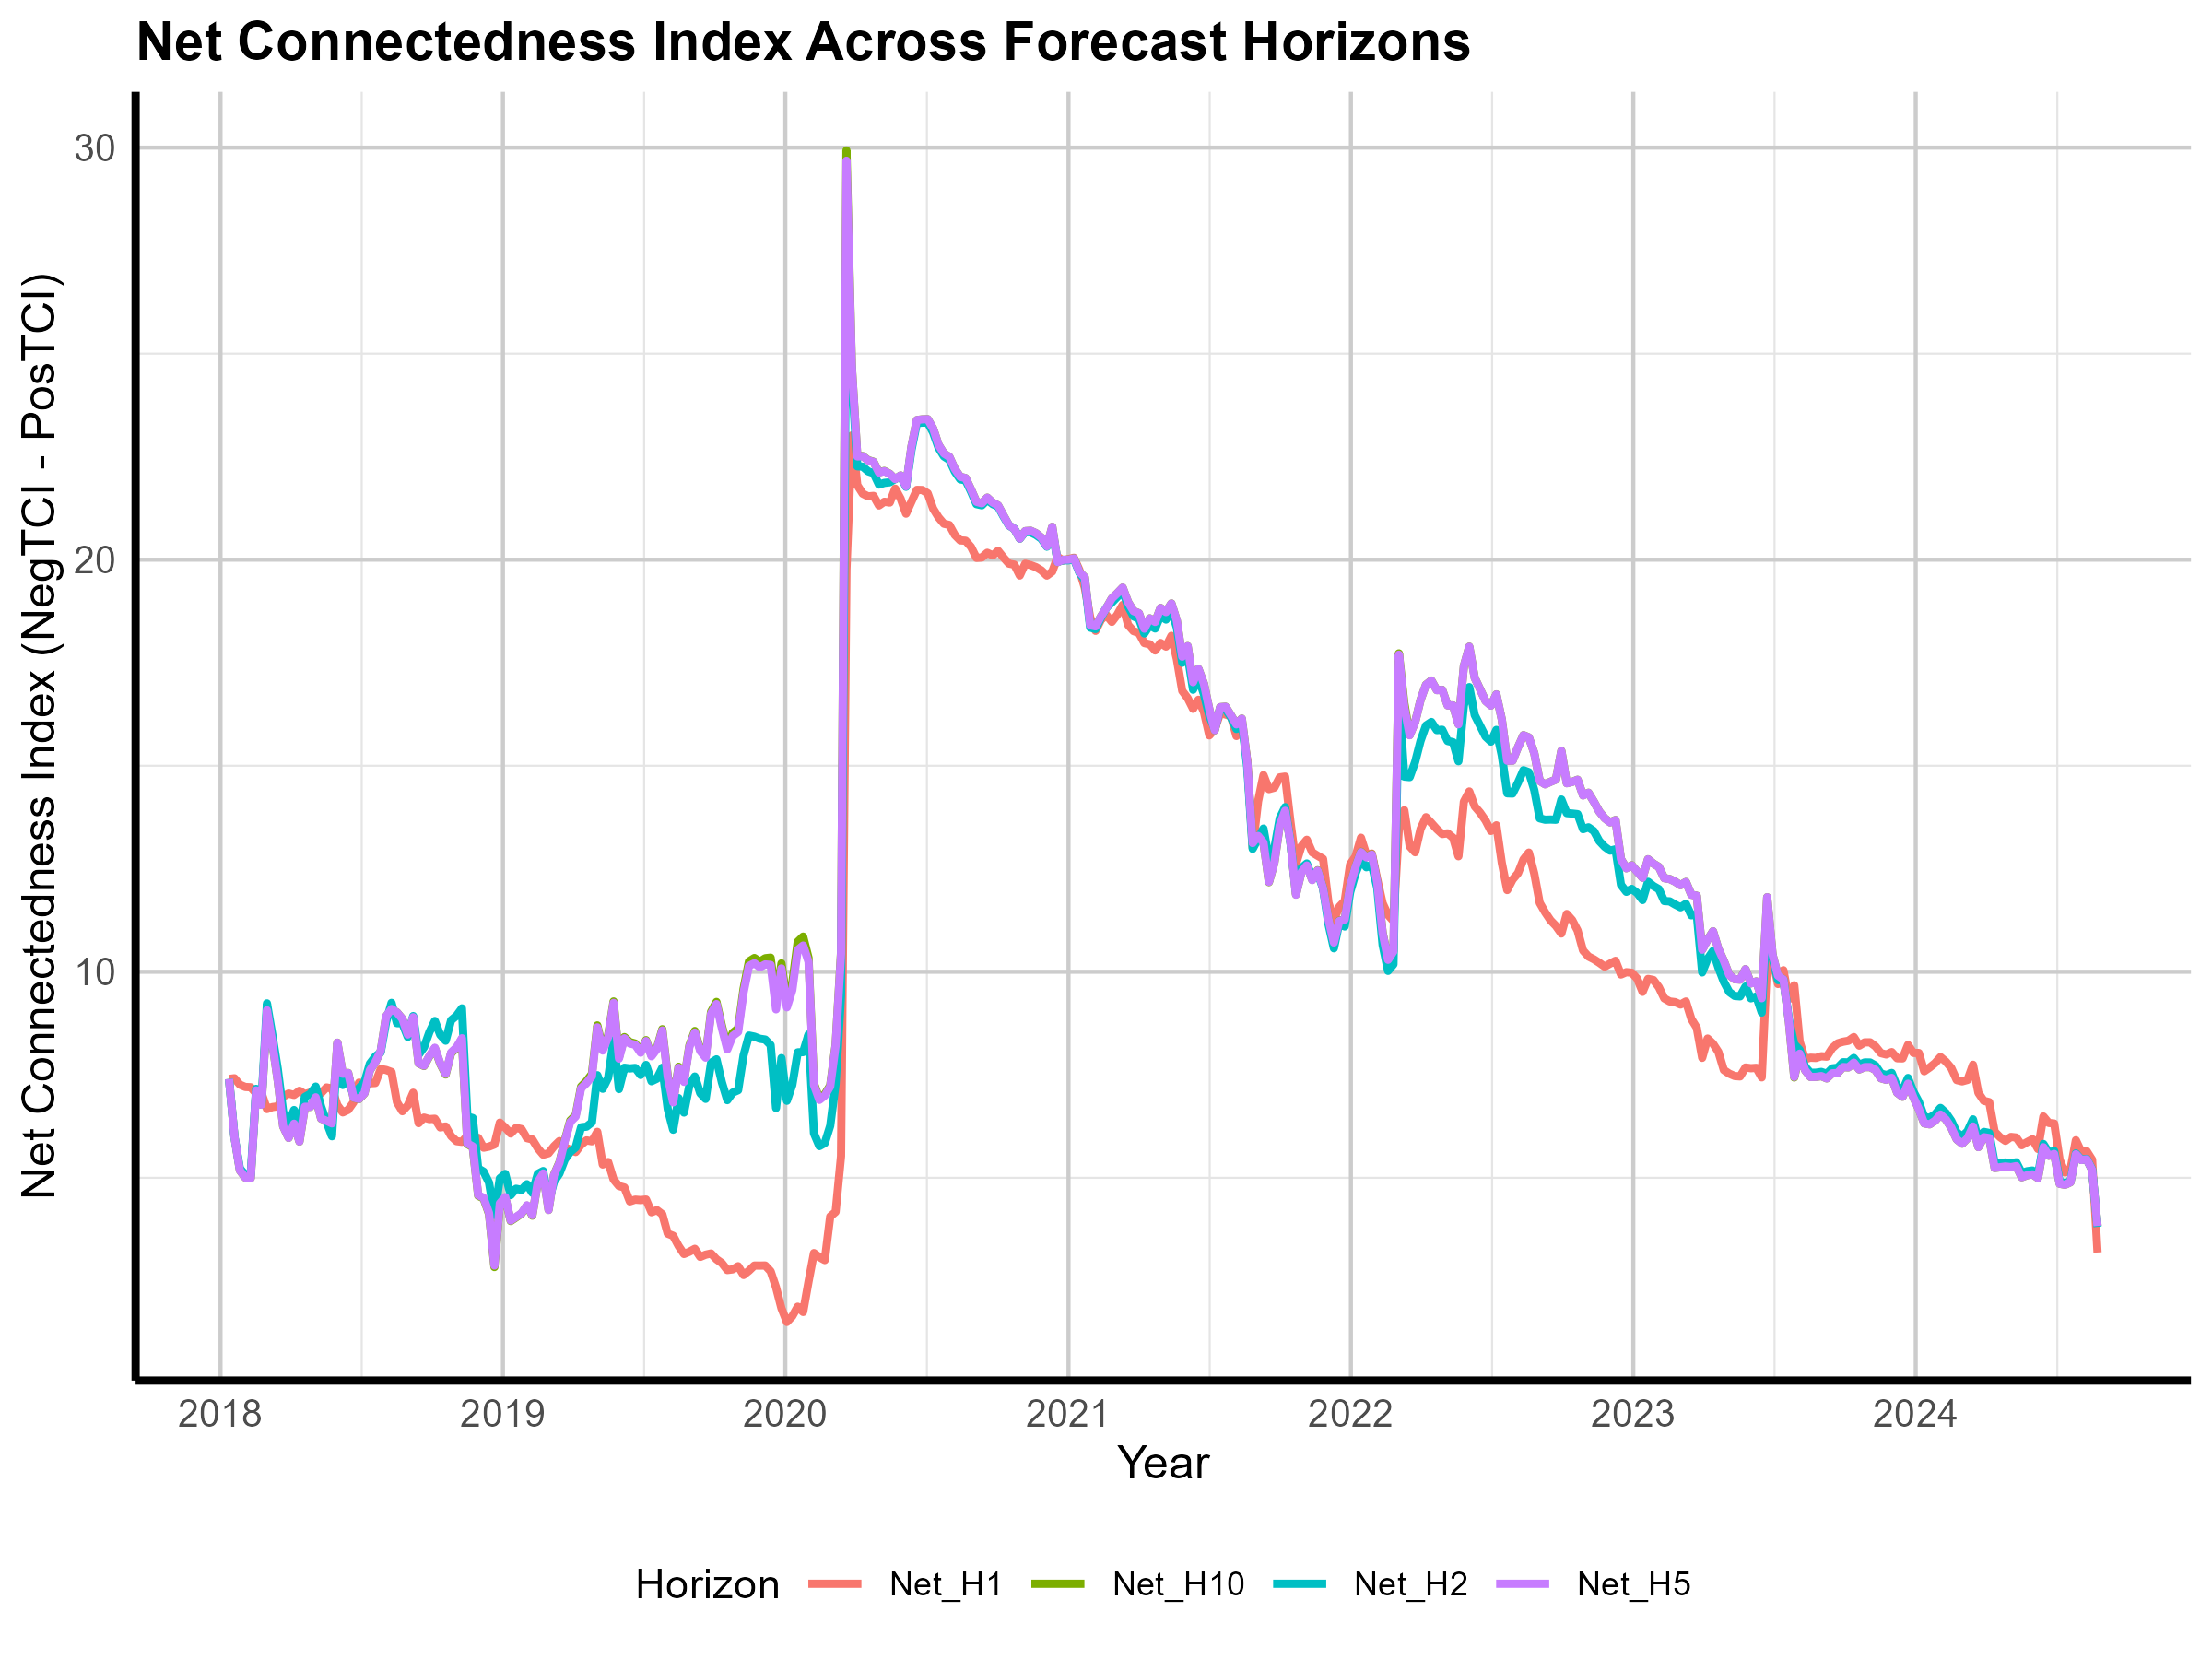 Net Connectedness Index Across Forecast Horizons
Net Connectedness Index (NegTCI - PosTCI)
30
20
10
2018 2019 2020 2021 2022 2023 2024
Year
Horizon Net_H1 Net_H10 Net_H2 Net_H5